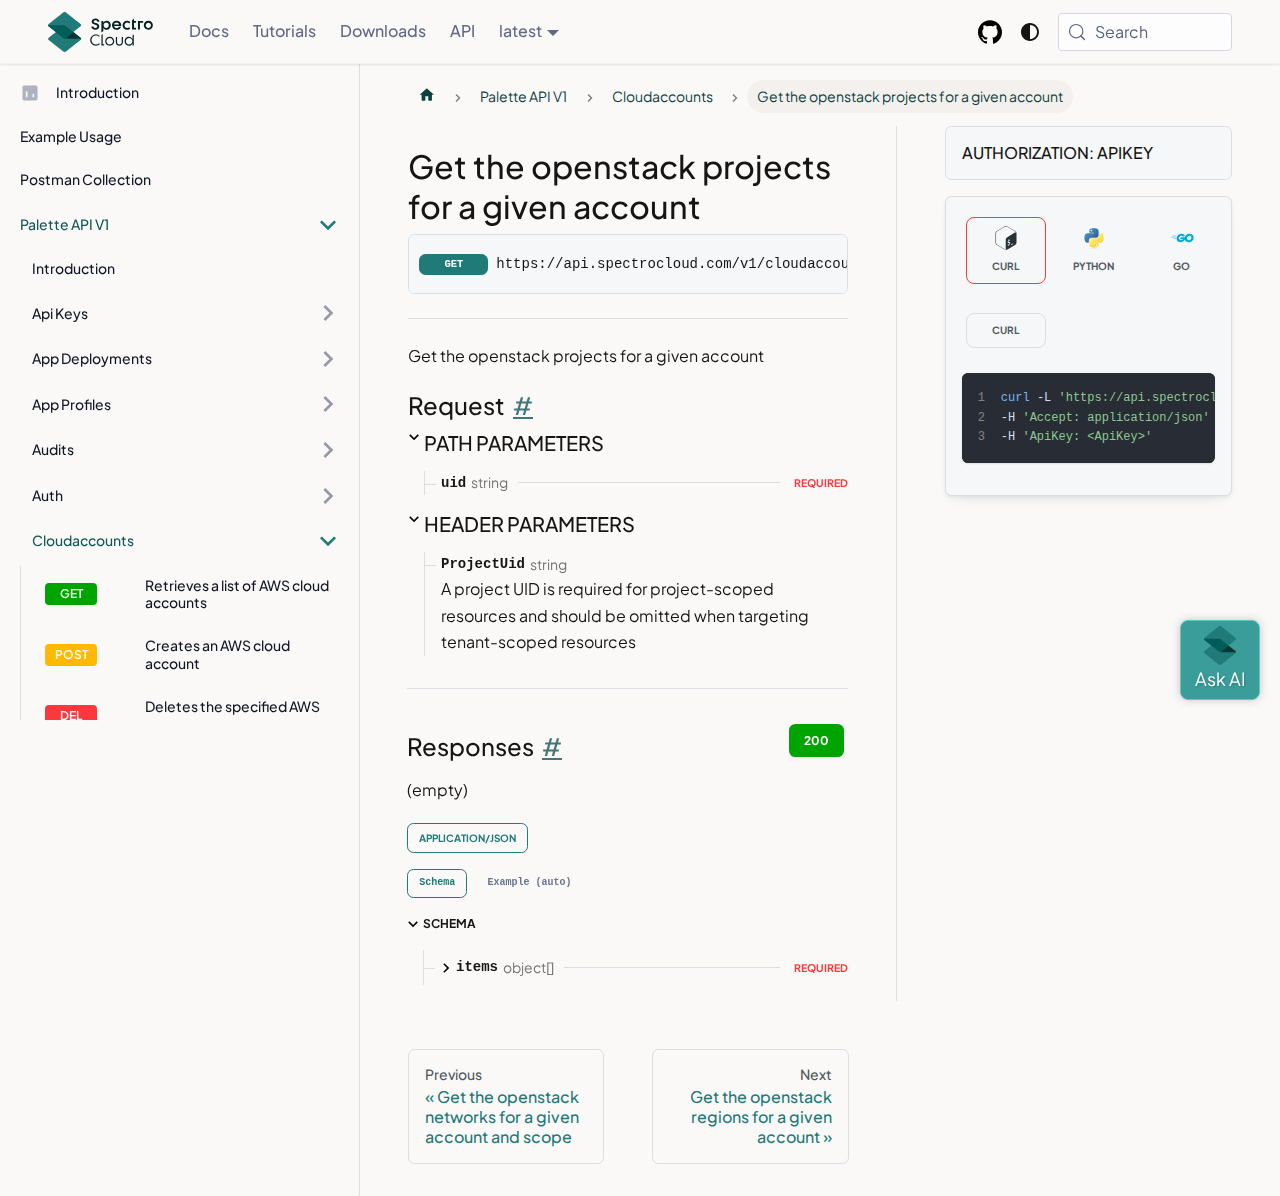 Spectro
Cloud
Docs
Tutorials
Downloads
API
latest
Search
Introduction
Example Usage
Postman Collection
Palette API V1
Introduction
Api Keys
App Deployments
App Profiles
Audits
Auth
Cloudaccounts
GET
Retrieves a list of AWS cloud
accounts
POST
Creates an AWS cloud
account
DEL
Deletes the specified AWS
Palette API V1
Cloudaccounts
Get the openstack projects for a given account
Get the openstack projects
for a given account
GET
https://api.spectrocloud.com/v1/cloudaccou
Get the openstack projects for a given account
Request #
PATH PARAMETERS
uid string
REQUIRED
HEADER PARAMETERS
ProjectUid string
A project UID is required for project-scoped
resources and should be omitted when targeting
tenant-scoped resources
Responses #
200
(empty)
APPLICATION/JSON
Schema
Example (auto)
SCHEMA
items object[]
REQUIRED
Previous
« Get the openstack
networks for a given
account and scope
Next
Get the openstack
regions for a given
account »
AUTHORIZATION: APIKEY
CURL
PYTHON
GO
GO
CURL
1 curl -L 'https://api.spectrocl
2 -H 'Accept: application/json'
3 -H 'ApiKey: <ApiKey>'
Ask AI